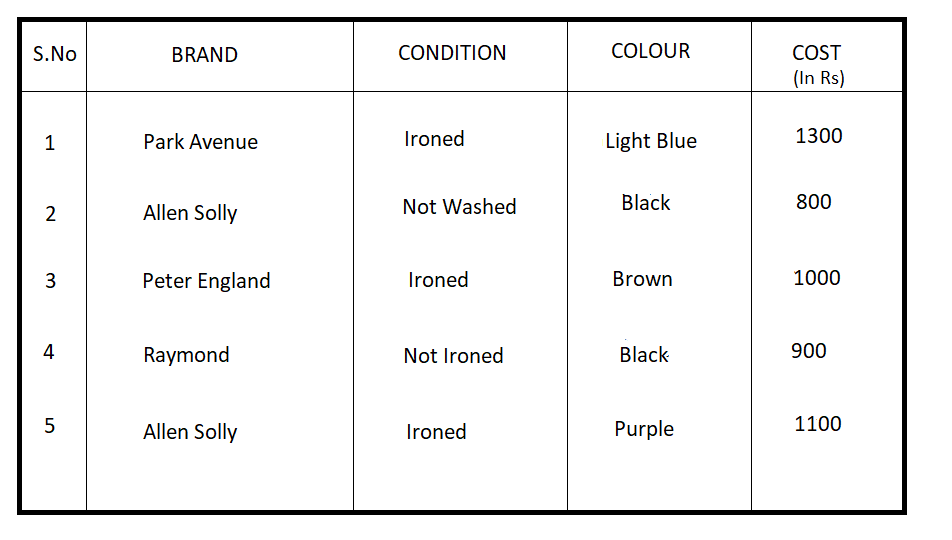 S.No BRAND CONDITION COLOUR COST
(In Rs)
1 Park Avenue Ironed Light Blue 1300
2 Allen Solly Not Washed Black 800
3 Peter England Ironed Brown 1000
4 Raymond Not Ironed Black 900
5 Allen Solly Ironed Purple 1100